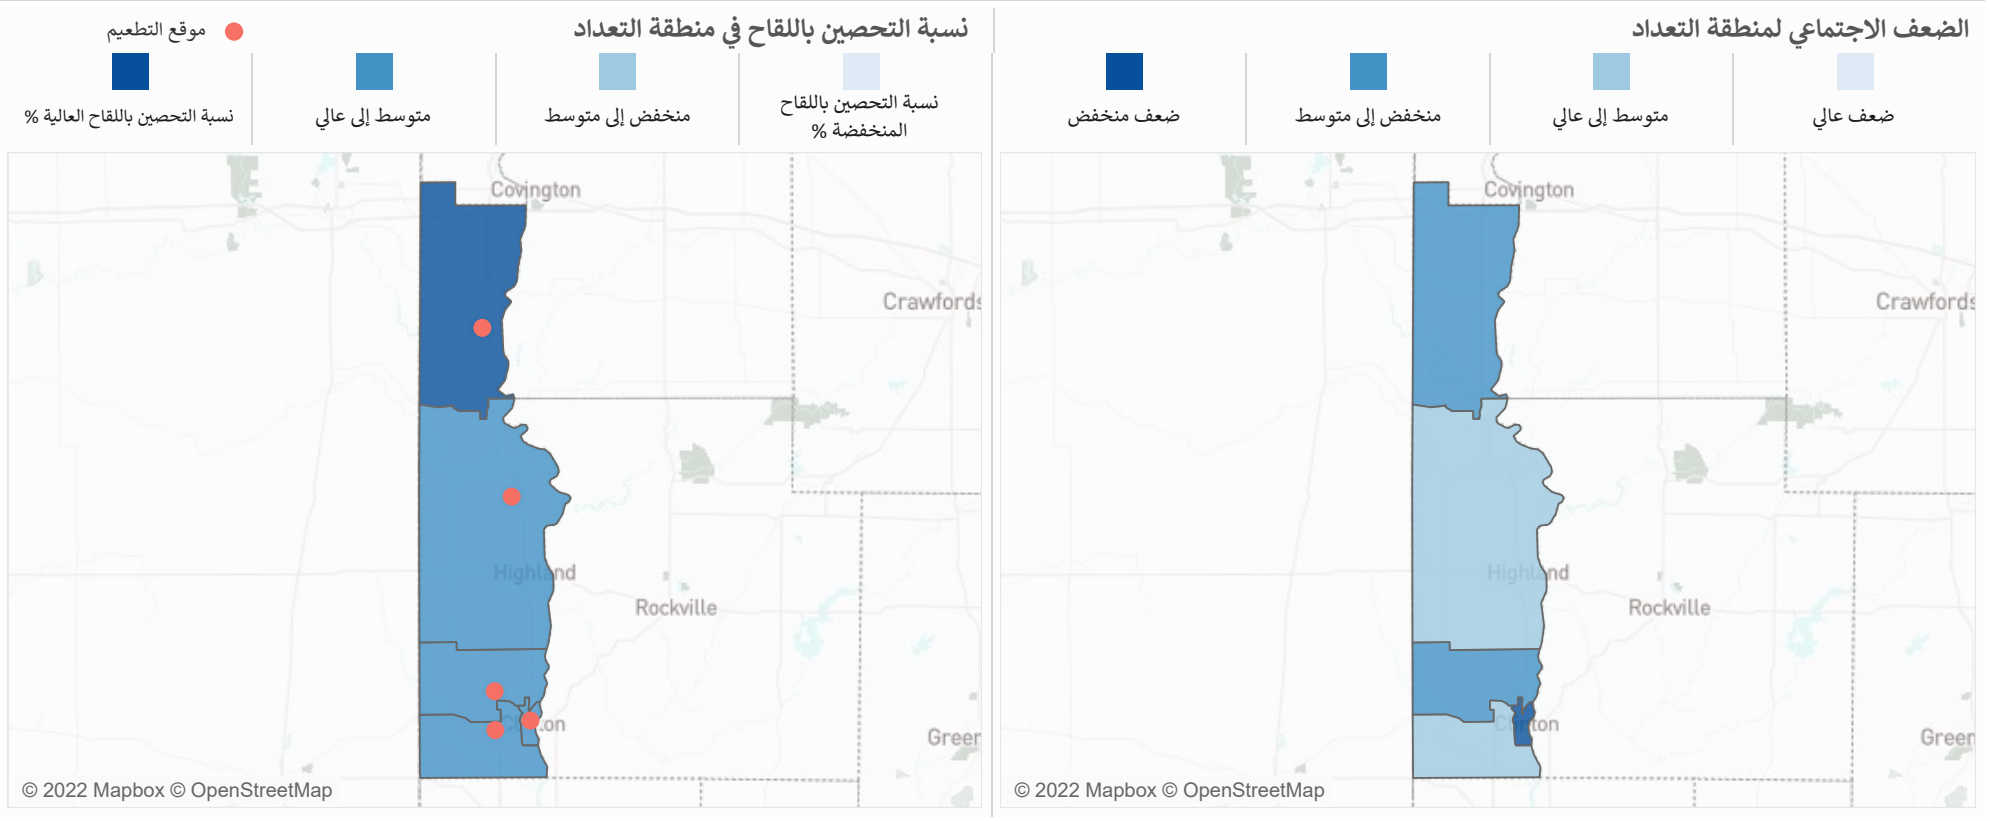 الضعف الاجتماعي لمنطقة التعداد
ضعف عالي
متوسط إلى عالي
منخفض إلى متوسط
ضعف منخفض
Covington
Crawfords
Highland
Rockville
Clinton
Green
© 2022 Mapbox © OpenStreetMap
نسبة التحصين باللقاح في منطقة التعداد
موقع التطعيم
نسبة التحصين باللقاح
المنخفضة %
منخفض إلى متوسط
متوسط إلى عالي
نسبة التحصين باللقاح العالية %
Covington
Crawfords
Highland
Rockville
Clinton
Green
© 2022 Mapbox © OpenStreetMap